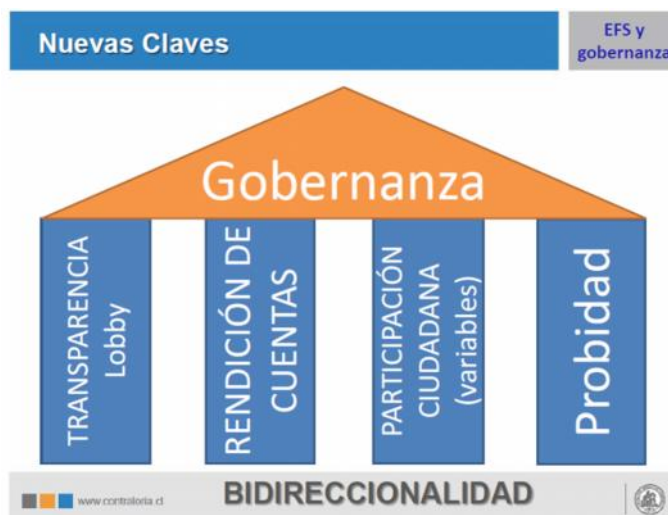 Nuevas Claves
EFS y
gobernanza
Gobernanza
TRANSPARENCIA
Lobby
RENDICIÓN DE
CUENTAS
PARTICIPACIÓN
CIUDADANA
(variables)
Probidad
www.contraloria.cl
BIDIRECCIONALIDAD